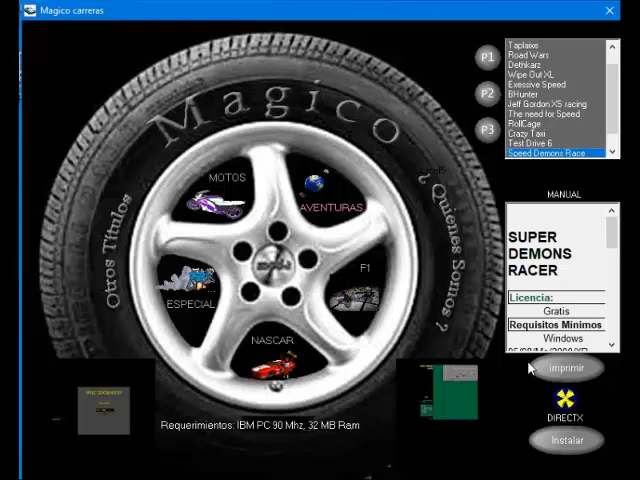 Magico carreras
P1
P2
P3
Taplaixe
Road Wars
Dethkarz
Wipe Out XL
Exessive Speed
BHunter
Jeff Gordon XS racing
The need for Speed
RollCage
Crazy Taxi
Test Drive 6
Speed Demons Race
Magico
Otros Titulos
¿Quienes Somos?
MOTOS
AVENTURAS
ESPECIAL
F1
NASCAR
MANUAL
SUPER
DEMONS
RACER
Licencia:
Gratis
Requisitos Mínimos
Windows
imprimir
DIRECTX
Instalar
Requerimientos: IBM PC 90 Mhz, 32 MB Ram